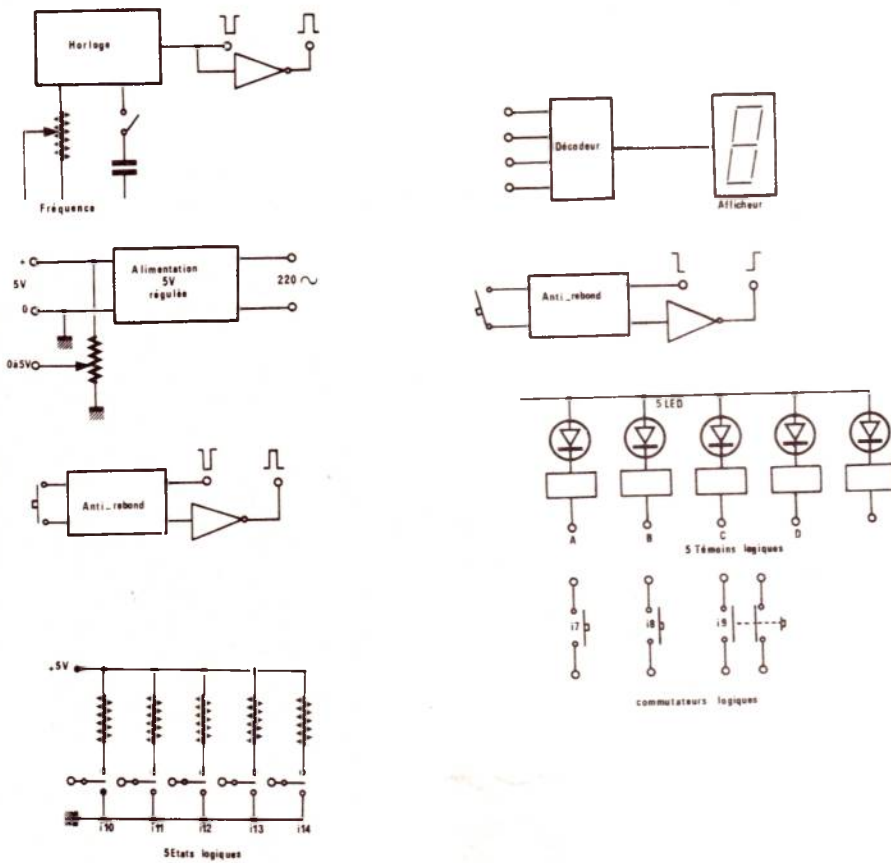 Horloge
Fréquence
+
5V
0
Alimentation
5V
régulée
220 ~
0à5V
Anti_rebond
+5V
i10 i11 i12 i13 i14
5Etats logiques
Décodeur
Afficheur
Anti_rebond
5 LED
A B C D
5 Témoins logiques
i7 i8 i9
commutateurs logiques